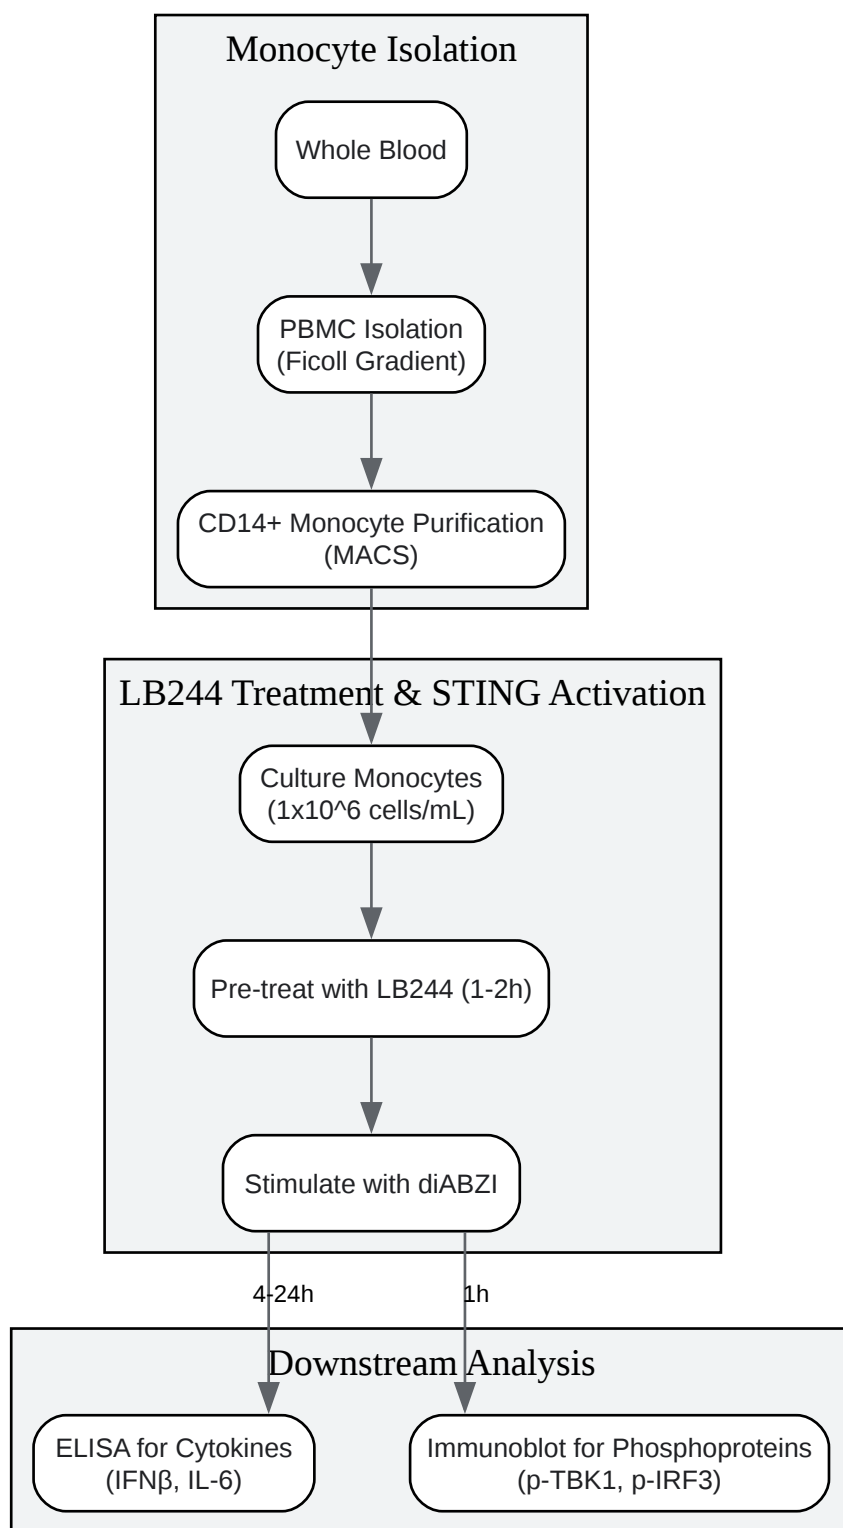 Monocyte Isolation
Whole Blood
PBMC Isolation
(Ficoll Gradient)
CD14+ Monocyte Purification
(MACS)
LB244 Treatment & STING Activation
Culture Monocytes
(1x10^6 cells/mL)
Pre-treat with LB244 (1-2h)
Stimulate with diABZI
4-24h
1h
Downstream Analysis
ELISA for Cytokines
(IFNβ, IL-6)
Immunoblot for Phosphoproteins
(p-TBK1, p-IRF3)